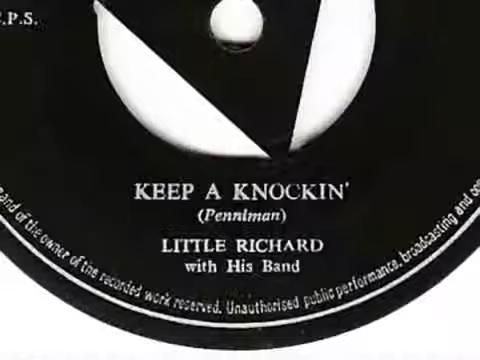 .P.S.
KEEP A KNOCKIN'
(Penniman)
LITTLE RICHARD
with His Band
and of the owner of the recorded work reserved. Unauthorised public performance, broadcasting and